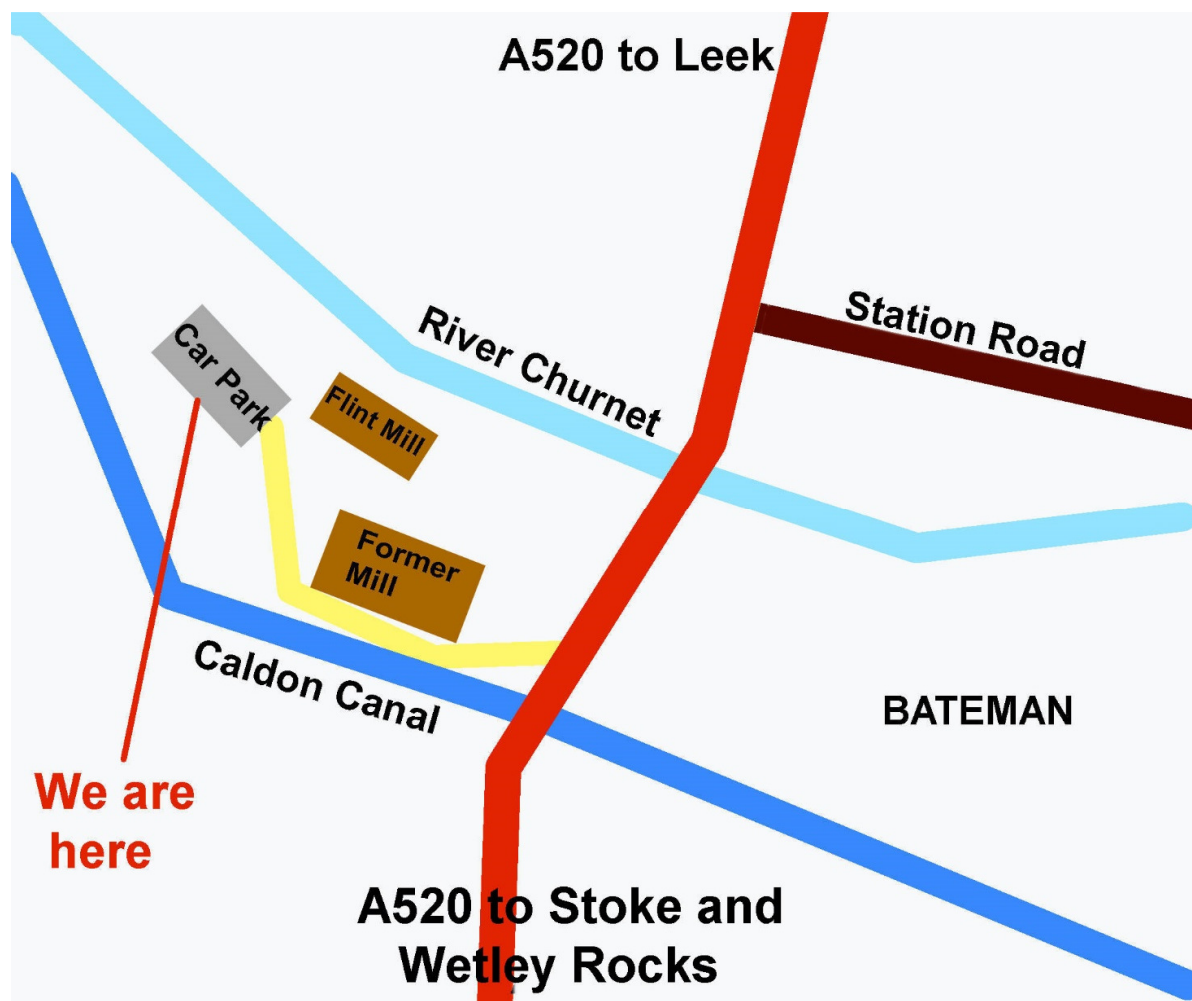 A520 to Leek
Station Road
River Churnet
Car Park
Flint Mill
Former
Mill
Caldon Canal
BATEMAN
We are
here
A520 to Stoke and
Wetley Rocks